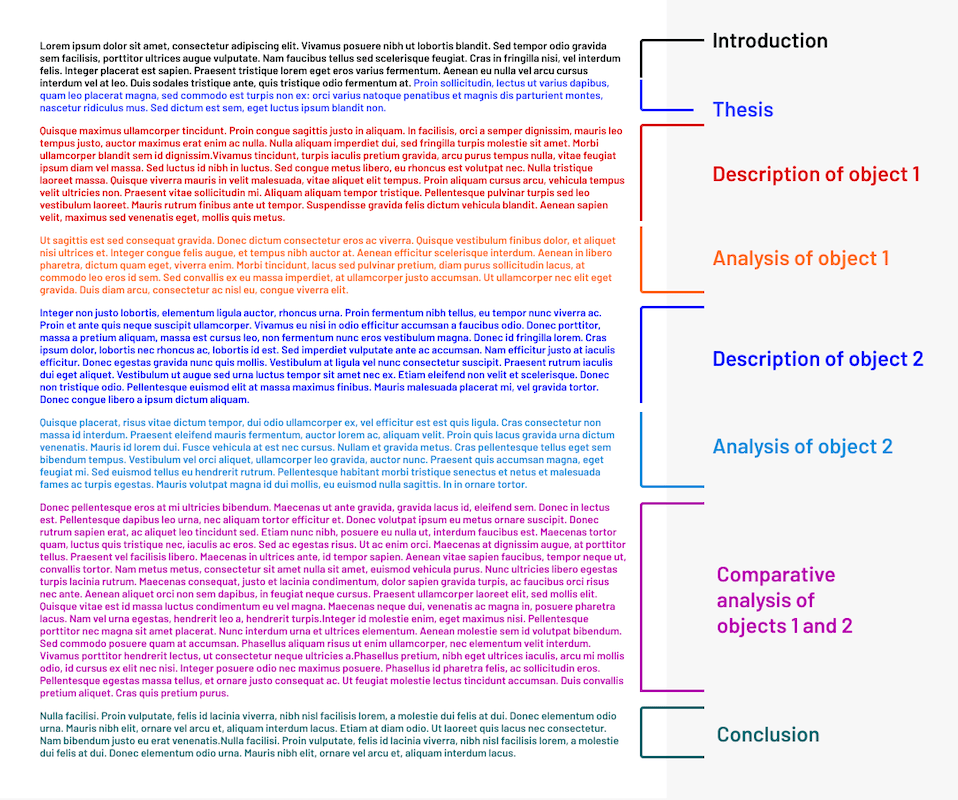 Lorem ipsum dolor sit amet, consectetur adipiscing elit. Vivamus posuere nibh ut lobortis blandit. Sed tempor odio gravida
sem facilisis, porttitor ultrices augue vulputate. Nam faucibus tellus sed scelerisque feugiat. Cras in fringilla nisi, vel interdum
felis. Integer placerat est sapien. Praesent tristique lorem eget eros varius fermentum. Aenean eu nulla vel arcu cursus
interdum vel at leo. Duis sodales tristique ante, quis tristique odio fermentum at. Proin sollicitudin, lectus ut varius dapibus,
quam leo placerat magna, sed commodo est turpis non ex: orci varius natoque penatibus et magnis dis parturient montes,
nascetur ridiculus mus. Sed dictum est sem, eget luctus ipsum blandit non.
Introduction
Thesis
Quisque maximus ullamcorper tincidunt. Proin congue sagittis justo in aliquam. In facilisis, orci a semper dignissim, mauris leo
tempus justo, auctor maximus erat enim ac nulla. Nulla aliquam imperdiet dui, sed fringilla turpis molestie sit amet. Morbi
ullamcorper blandit sem id dignissim.Vivamus tincidunt, turpis iaculis pretium gravida, arcu purus tempus nulla, vitae feugiat
ipsum diam vel massa. Sed luctus id nibh in luctus. Sed congue metus libero, eu rhoncus est volutpat nec. Nulla tristique
laoreet massa. Quisque viverra mauris in velit malesuada, vitae aliquet elit tempus. Proin aliquam cursus arcu, vehicula tempus
velit ultricies non. Praesent vitae sollicitudin mi. Aliquam aliquam tempor tristique. Pellentesque pulvinar turpis sed leo
vestibulum laoreet. Mauris rutrum finibus ante ut tempor. Suspendisse gravida felis dictum vehicula blandit. Aenean sapien
velit, maximus sed venenatis eget, mollis quis metus.
Description of object 1
Ut sagittis est sed consequat gravida. Donec dictum consectetur eros ac viverra. Quisque vestibulum finibus dolor, et aliquet
nisi ultrices et. Integer congue felis augue, et tempus nibh auctor at. Aenean efficitur scelerisque interdum. Aenean in libero
pharetra, dictum quam eget, viverra enim. Morbi tincidunt, lacus sed pulvinar pretium, diam purus sollicitudin lacus, at
commodo leo eros id sem. Sed convallis ex eu massa imperdiet, at ullamcorper justo accumsan. Ut ullamcorper nec elit eget
gravida. Duis diam arcu, consectetur ac nisl eu, congue viverra elit.
Analysis of object 1
Integer non justo lobortis, elementum ligula auctor, rhoncus urna. Proin fermentum nibh tellus, eu tempor nunc viverra ac.
Proin et ante quis neque suscipit ullamcorper. Vivamus eu nisi in odio efficitur accumsan a faucibus odio. Donec porttitor,
massa a pretium aliquam, massa est cursus leo, non fermentum nunc eros vestibulum magna. Donec id fringilla lorem. Cras
ipsum dolor, lobortis nec rhoncus ac, lobortis id est. Sed imperdiet vulputate ante ac accumsan. Nam efficitur justo at iaculis
efficitur. Donec egestas gravida nunc quis mollis. Vestibulum at ligula vel nunc consectetur suscipit. Praesent rutrum iaculis
dui eget aliquet. Vestibulum ut augue sed urna luctus tempor sit amet nec ex. Etiam eleifend non velit et scelerisque. Donec
non tristique odio. Pellentesque euismod elit at massa maximus finibus. Mauris malesuada placerat mi, vel gravida tortor.
Donec congue libero a ipsum dictum aliquam.
Description of object 2
Quisque placerat, risus vitae dictum tempor, dui odio ullamcorper ex, vel efficitur est est quis ligula. Cras consectetur non
massa id interdum. Praesent eleifend mauris fermentum, auctor lorem ac, aliquam velit. Proin quis lacus gravida urna dictum
venenatis. Mauris id lorem dui. Fusce vehicula at est nec cursus. Nullam et gravida metus. Cras pellentesque tellus eget sem
bibendum tempus. Vestibulum vel orci aliquet, ullamcorper leo gravida, auctor nunc. Praesent quis accumsan magna, eget
feugiat mi. Sed euismod tellus eu hendrerit rutrum. Pellentesque habitant morbi tristique senectus et netus et malesuada
fames ac turpis egestas. Mauris volutpat magna id dui mollis, eu euismod nulla sagittis. In in ornare tortor.
Analysis of object 2
Donec pellentesque eros at mi ultricies bibendum. Maecenas ut ante gravida, gravida lacus id, eleifend sem. Donec in lectus
est. Pellentesque dapibus leo urna, nec aliquam tortor efficitur et. Donec volutpat ipsum eu metus ornare suscipit. Donec
rutrum sapien erat, ac aliquet leo tincidunt sed. Etiam nunc nibh, posuere eu nulla ut, interdum faucibus est. Maecenas tortor
quam, luctus quis tristique nec, iaculis ac eros. Sed ac egestas risus. Ut ac enim orci. Maecenas at dignissim augue, at porttitor
tellus. Praesent vel facilisis libero. Maecenas in ultrices ante, id tempor sapien. Aenean vitae sapien faucibus, tempor neque ut,
convallis tortor. Nam metus metus, consectetur sit amet nulla sit amet, euismod vehicula purus. Nunc ultricies libero egestas
turpis lacinia rutrum. Maecenas consequat, justo et lacinia condimentum, dolor sapien gravida turpis, ac faucibus orci risus
nec ante. Aenean aliquet orci non sem dapibus, in feugiat neque cursus. Praesent ullamcorper laoreet elit, sed mollis elit.
Quisque vitae est id massa luctus condimentum eu vel magna. Maecenas neque dui, venenatis ac magna in, posuere pharetra
lacus. Nam vel urna egestas, hendrerit leo a, hendrerit turpis.Integer id molestie enim, eget maximus nisi. Pellentesque
porttitor nec magna sit amet placerat. Nunc interdum urna et ultrices elementum. Aenean molestie sem id volutpat bibendum.
Sed commodo posuere quam at accumsan. Phasellus aliquam risus ut enim ullamcorper, nec elementum velit interdum.
Vivamus porttitor hendrerit lectus, ut consectetur neque ultricies a.Phasellus pretium, nibh eget ultrices iaculis, arcu mi mollis
odio, id cursus ex elit nec nisi. Integer posuere odio nec maximus posuere. Phasellus id pharetra felis, ac sollicitudin eros.
Pellentesque egestas massa tellus, et ornare justo consequat ac. Ut feugiat molestie lectus tincidunt accumsan. Duis convallis
pretium aliquet. Cras quis pretium purus.
Comparative
analysis of
objects 1 and 2
Nulla facilisi. Proin vulputate, felis id lacinia viverra, nibh nisl facilisis lorem, a molestie dui felis at dui. Donec elementum odio
urna. Mauris nibh elit, ornare vel arcu et, aliquam interdum lacus. Etiam at diam odio. Ut laoreet quis lacus nec consectetur.
Nam bibendum justo eu erat venenatis.Nulla facilisi. Proin vulputate, felis id lacinia viverra, nibh nisl facilisis lorem, a molestie
dui felis at dui. Donec elementum odio urna. Mauris nibh elit, ornare vel arcu et, aliquam interdum lacus.
Conclusion